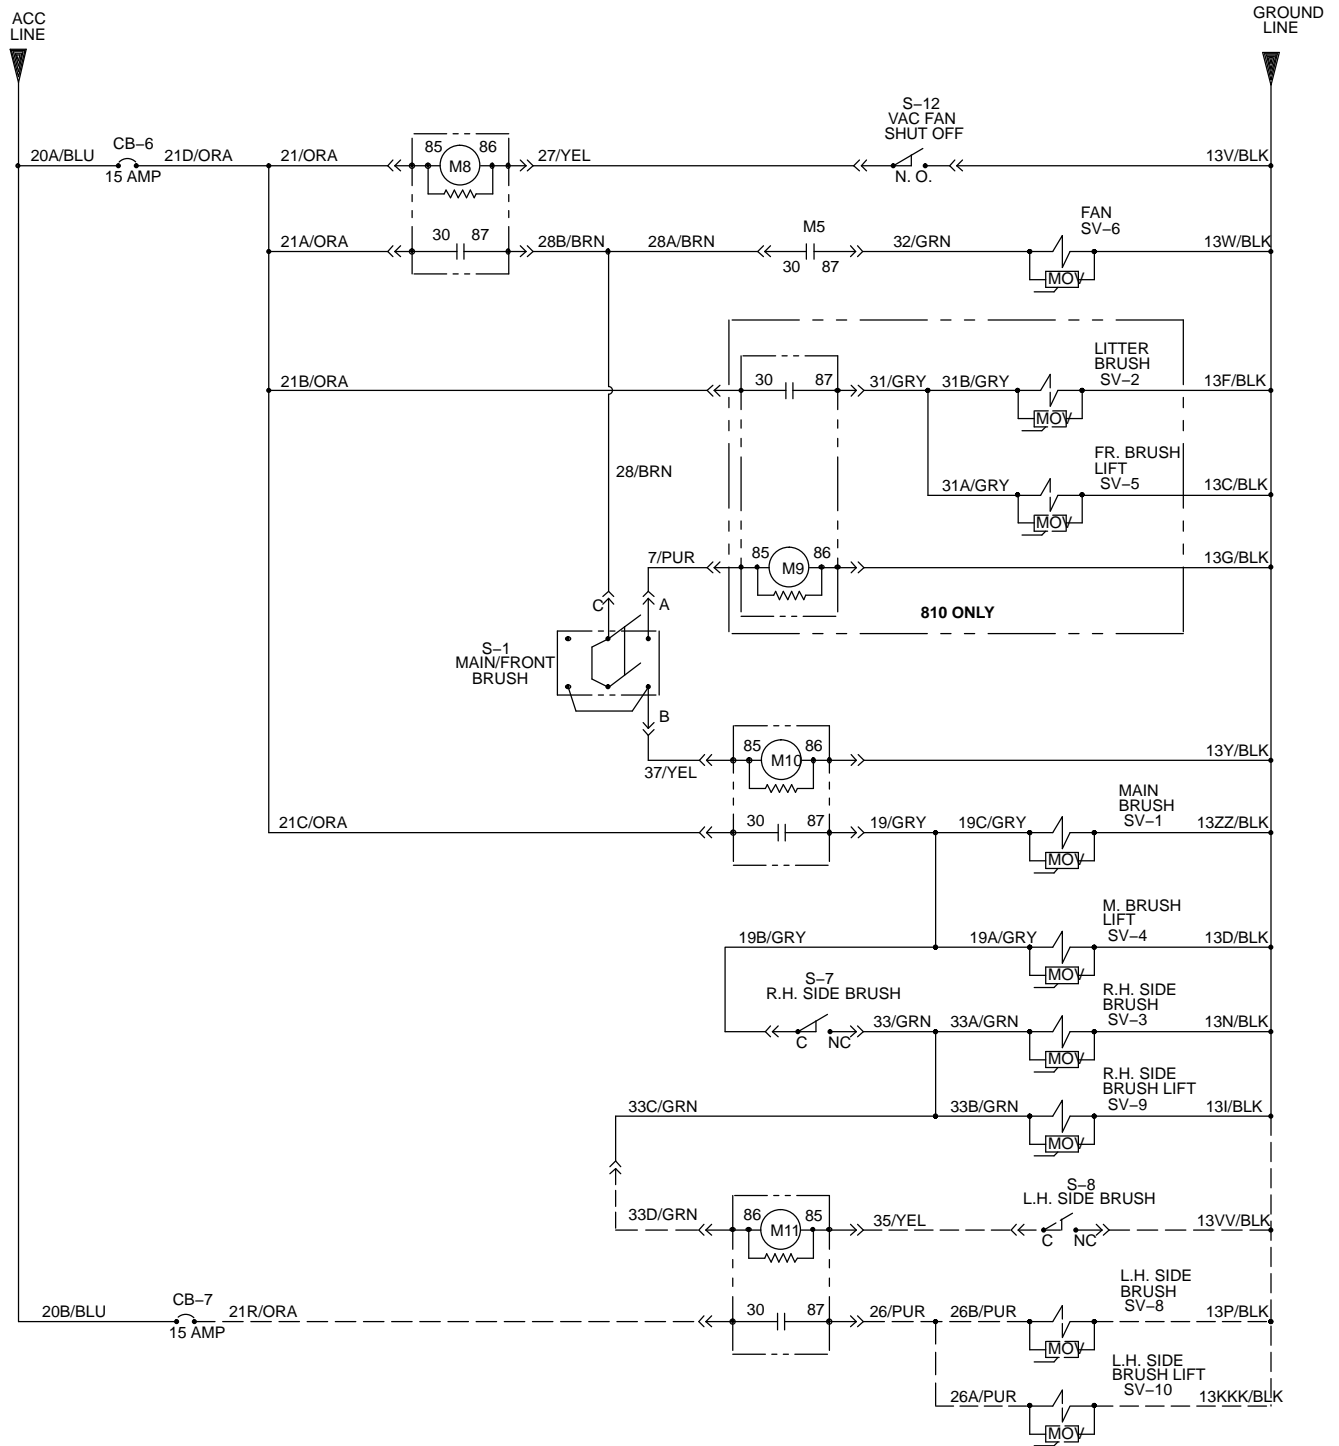 ACC
LINE
GROUND
LINE
20A/BLU
CB–6
15 AMP
21D/ORA
21/ORA
85
86
M8
27/YEL
S–12
VAC FAN
SHUT OFF
N. O.
13V/BLK
21A/ORA
30
87
28B/BRN
28A/BRN
M5
30
87
32/GRN
FAN
SV–6
MOV
13W/BLK
21B/ORA
30
87
31/GRY
31B/GRY
LITTER
BRUSH
SV–2
MOV
13F/BLK
28/BRN
31A/GRY
FR. BRUSH
LIFT
SV–5
MOV
13C/BLK
7/PUR
85
86
M9
13G/BLK
810 ONLY
C
A
S–1
MAIN/FRONT
BRUSH
B
37/YEL
85
86
M10
13Y/BLK
21C/ORA
30
87
19/GRY
19C/GRY
MAIN
BRUSH
SV–1
MOV
13ZZ/BLK
19B/GRY
19A/GRY
M. BRUSH
LIFT
SV–4
MOV
13D/BLK
S–7
R.H. SIDE BRUSH
C
NC
33/GRN
33A/GRN
R.H. SIDE
BRUSH
SV–3
MOV
13N/BLK
33C/GRN
33B/GRN
R.H. SIDE
BRUSH LIFT
SV–9
MOV
13I/BLK
33D/GRN
86
85
M11
35/YEL
S–8
L.H. SIDE BRUSH
C
NC
13VV/BLK
20B/BLU
CB–7
15 AMP
21R/ORA
30
87
26/PUR
26B/PUR
L.H. SIDE
BRUSH
SV–8
MOV
13P/BLK
26A/PUR
L.H. SIDE
BRUSH LIFT
SV–10
MOV
13KKK/BLK